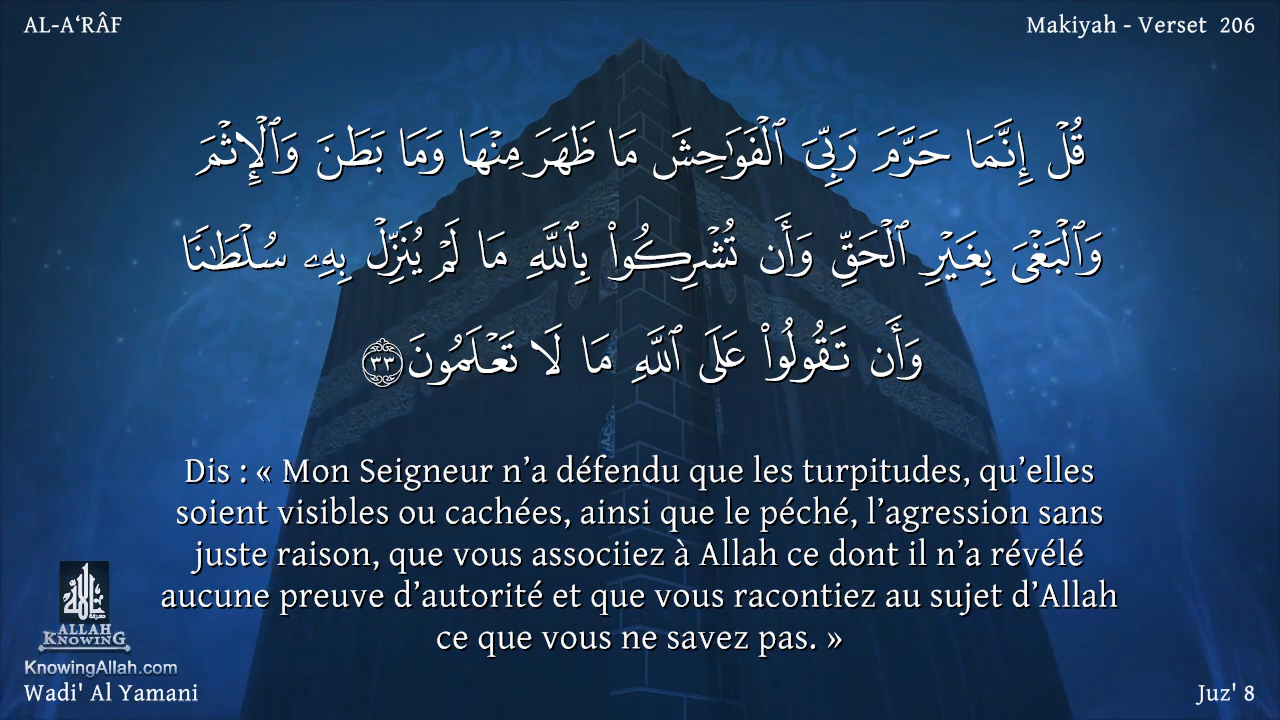 AL-A‘RÂF
Makiyah - Verset 206
قُلْ إِنَّمَا حَرَّمَ رَبِّىَ ٱلْفَوَٰحِشَ مَا ظَهَرَ مِنْهَا وَمَا بَطَنَ وَٱلْإِثْمَ
وَٱلْبَغْىَ بِغَيْرِ ٱلْحَقِّ وَأَن تُشْرِكُوا۟ بِٱللَّهِ مَا لَمْ يُنَزِّلْ بِهِۦ سُلْطَٰنًا
وَأَن تَقُولُوا۟ عَلَى ٱللَّهِ مَا لَا تَعْلَمُونَ ٣٣
Dis : « Mon Seigneur n’a défendu que les turpitudes, qu’elles
soient visibles ou cachées, ainsi que le péché, l’agression sans
juste raison, que vous associiez à Allah ce dont il n’a révélé
aucune preuve d’autorité et que vous racontiez au sujet d’Allah
ce que vous ne savez pas. »
ALLAH
KNOWING
KnowingAllah.com
Wadi' Al Yamani
Juz' 8